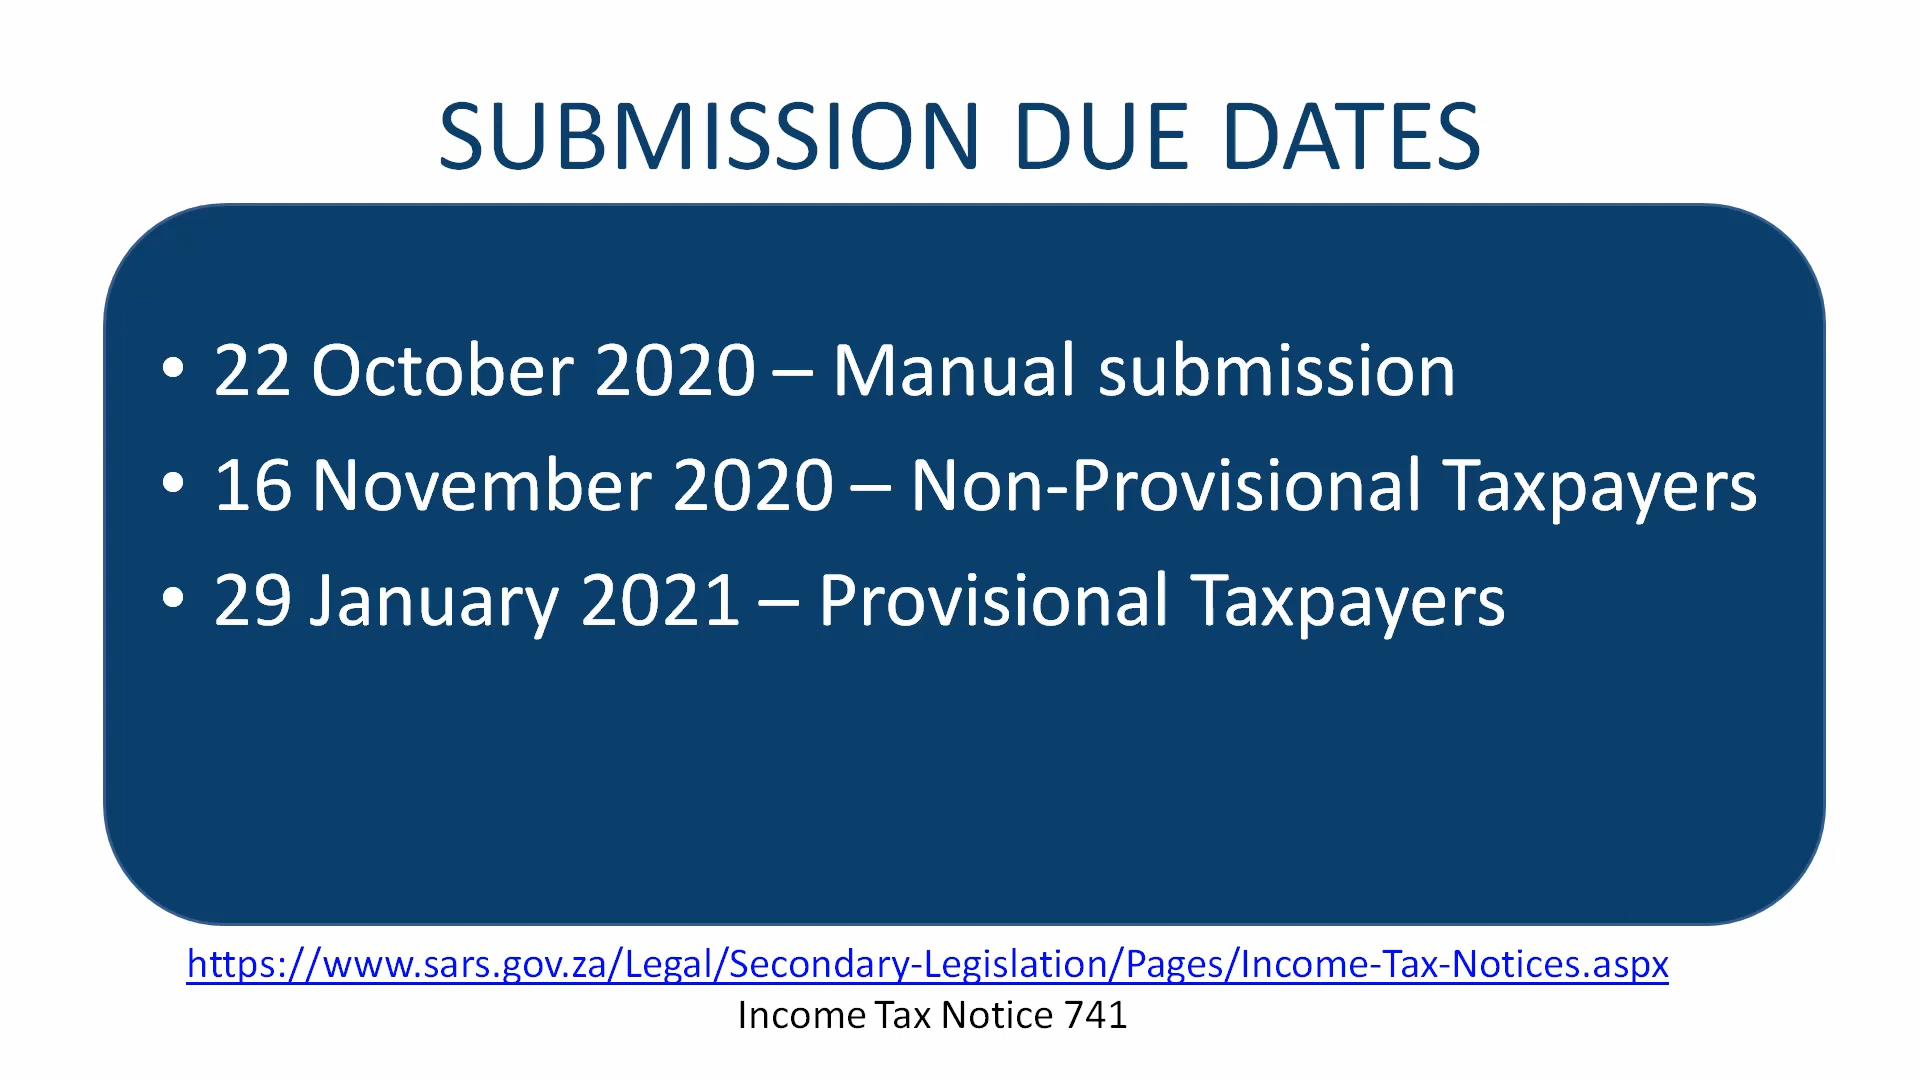 SUBMISSION DUE DATES
• 22 October 2020 – Manual submission
• 16 November 2020 – Non-Provisional Taxpayers
• 29 January 2021 – Provisional Taxpayers
https://www.sars.gov.za/Legal/Secondary-Legislation/Pages/Income-Tax-Notices.aspx
Income Tax Notice 741